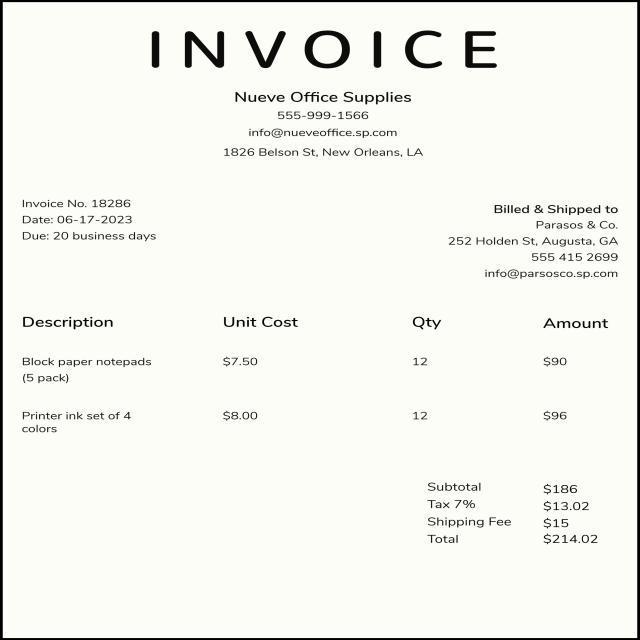 INVOICE
Nueve Office Supplies
555-999-1566
info@nueveoffice.sp.com
1826 Belson St, New Orleans, LA
Invoice No. 18286
Date: 06-17-2023
Due: 20 business days
Billed & Shipped to
Parasos & Co.
252 Holden St, Augusta, GA
555 415 2699
info@parsosco.sp.com
Description Unit Cost Qty Amount
Block paper notepads $7.50 12 $90
(5 pack)
Printer ink set of 4 $8.00 12 $96
colors
Subtotal $186
Tax 7% $13.02
Shipping Fee $15
Total $214.02